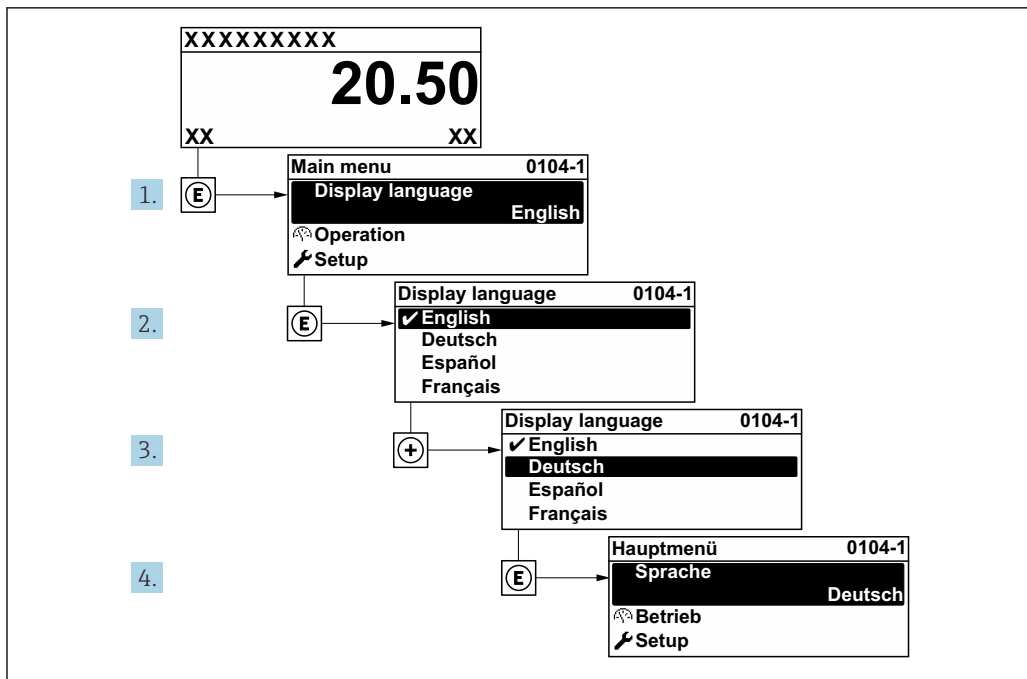 XXXXXXXXX
20.50
XX XX
1. E
Main menu 0104-1
Display language
English
Operation
Setup
2. E
Display language 0104-1
✔English
Deutsch
Español
Français
3. +
Display language 0104-1
✔English
Deutsch
Español
Français
4. E
Hauptmenü 0104-1
Sprache
Deutsch
Betrieb
Setup